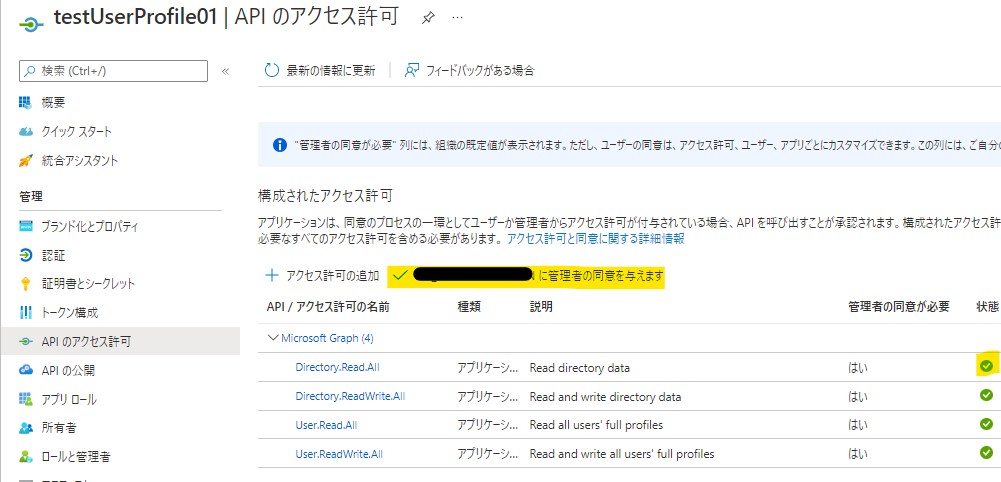 testUserProfile01 | API のアクセス許可
検索 (Ctrl+/)
«
最新の情報に更新
フィードバックがある場合
概要
クイック スタート
統合アシスタント
管理
ブランド化とプロパティ
認証
証明書とシークレット
トークン構成
API のアクセス許可
API の公開
アプリ ロール
所有者
ロールと管理者
"管理者の同意が必要" 列には、組織の既定値が表示されます。ただし、ユーザーの同意は、アクセス許可、ユーザー、アプリごとにカスタマイズできます。この列には、ご自分の
構成されたアクセス許可
アプリケーションは、同意のプロセスの一環としてユーザーか管理者からアクセス許可が付与されている場合、API を呼び出すことが承認されます。構成されたアクセス許
必要なすべてのアクセス許可を含める必要があります。 アクセス許可と同意に関する詳細情報
アクセス許可の追加
に管理者の同意を与えます
API / アクセス許可の名前 種類 説明 管理者の同意が必要 状態
Microsoft Graph (4)
Directory.Read.All アプリケーシ... Read directory data はい
Directory.ReadWrite.All アプリケーシ... Read and write directory data はい
User.Read.All アプリケーシ... Read all users' full profiles はい
User.ReadWrite.All アプリケーシ... Read and write all users' full profiles はい